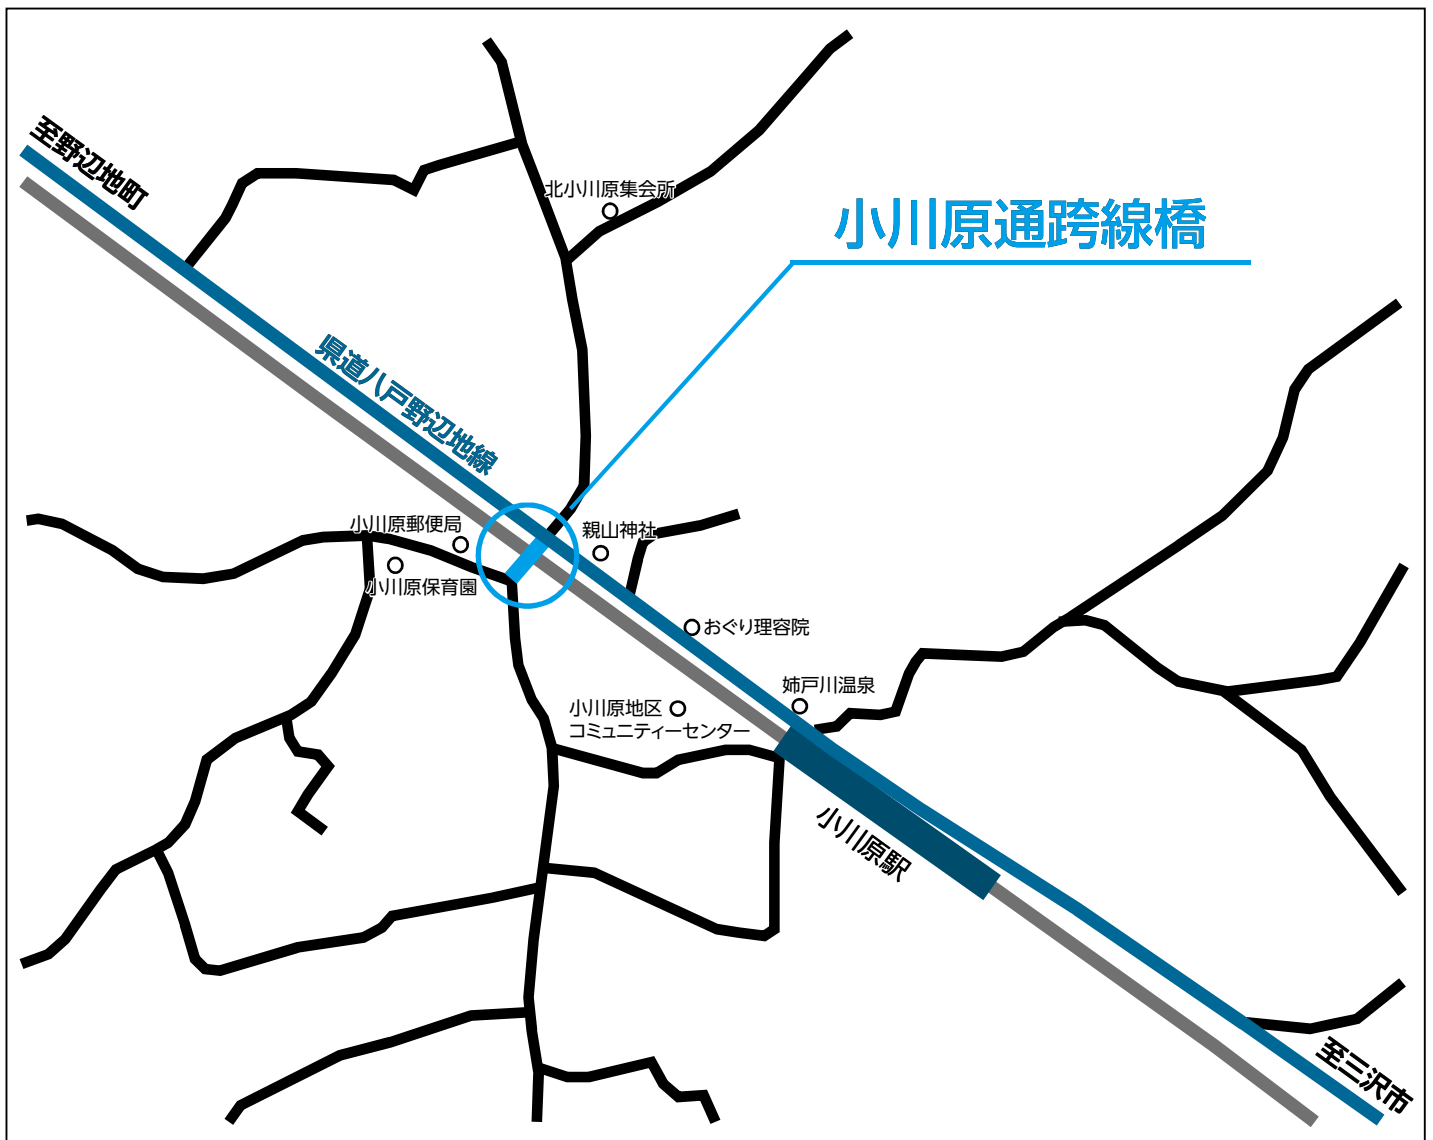 至野辺地町
北小川原集会所
小川原通跨線橋
県道八戸野辺地線
小川原郵便局
親山神社
小川原保育園
おぐり理容院
姉戸川温泉
小川原地区
コミュニティーセンター
小川原駅
至三沢市